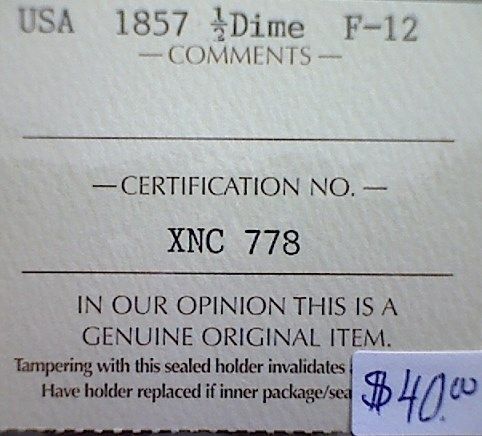 USA 1857 ½Dime F-12
— COMMENTS —
— CERTIFICATION NO. —
XNC 778
IN OUR OPINION THIS IS A
GENUINE ORIGINAL ITEM.
Tampering with this sealed holder invalidates
Have holder replaced if inner package/sea
$40.00